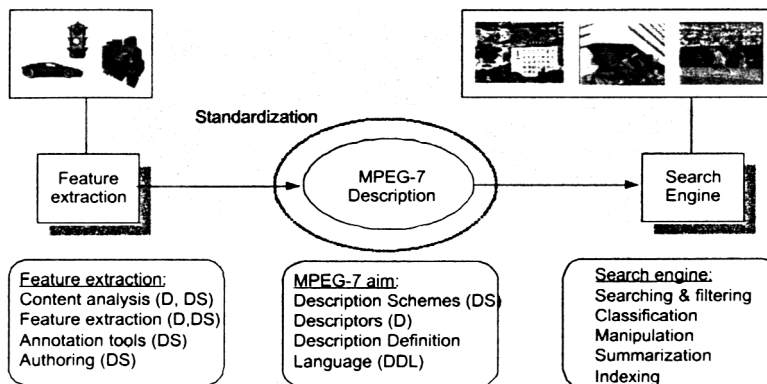 Standardization
Feature
extraction
MPEG-7
Description
Search
Engine
Feature extraction:
Content analysis (D, DS)
Feature extraction (D,DS)
Annotation tools (DS)
Authoring (DS)
MPEG-7 aim:
Description Schemes (DS)
Descriptors (D)
Description Definition
Language (DDL)
Search engine:
Searching & filtering
Classification
Manipulation
Summarization
Indexing